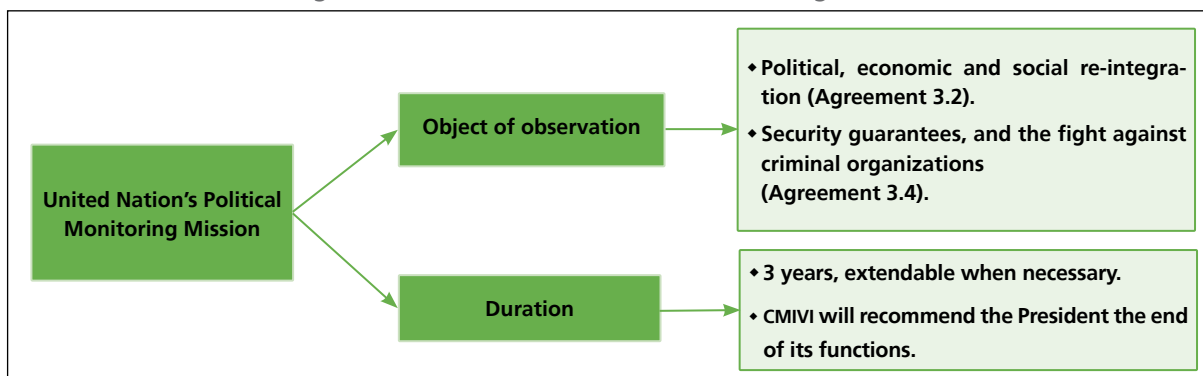 ◆ Political, economic and social re-integra-
tion (Agreement 3.2).
◆ Security guarantees, and the fight against
criminal organizations
(Agreement 3.4).
Object of observation
United Nation’s Political
Monitoring Mission
Duration
◆ 3 years, extendable when necessary.
◆ CMIVI will recommend the President the end
of its functions.